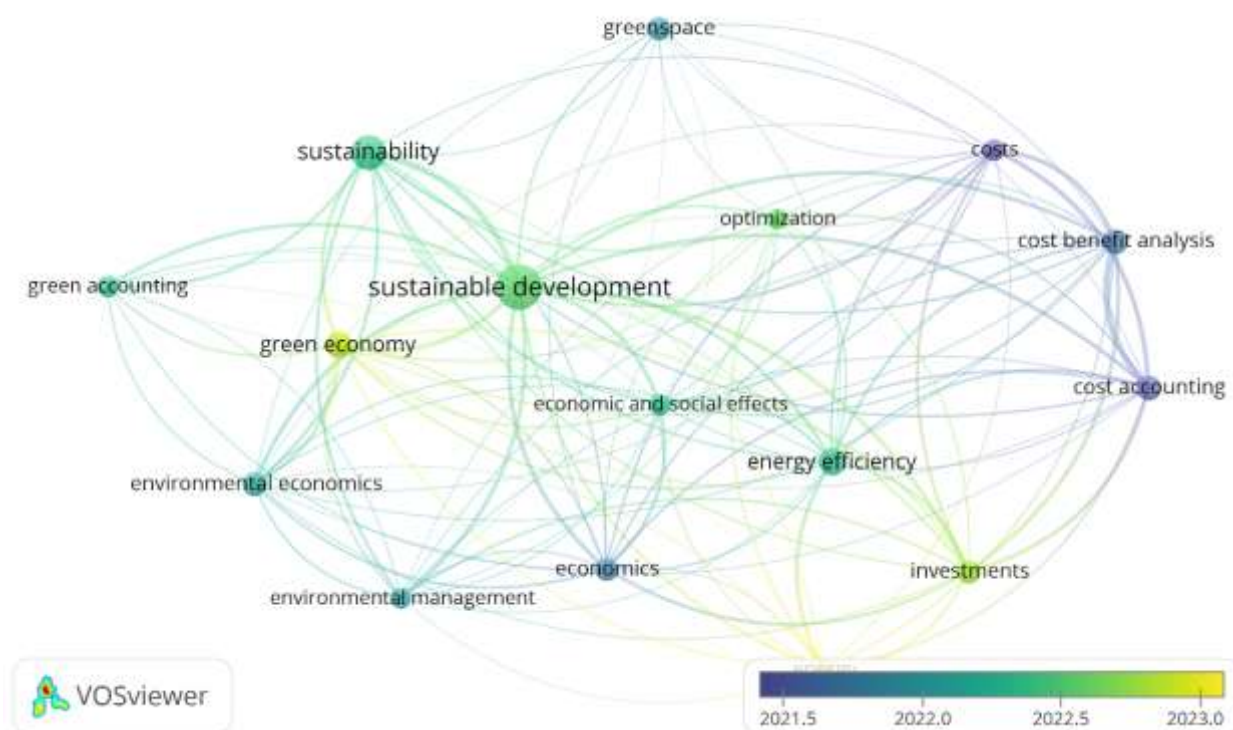 greenspace
sustainability
costs
optimization
cost benefit analysis
green accounting
sustainable development
green economy
cost accounting
economic and social effects
energy efficiency
environmental economics
economics
investments
environmental management
VOSviewer
2021.5 2022.0 2022.5 2023.0